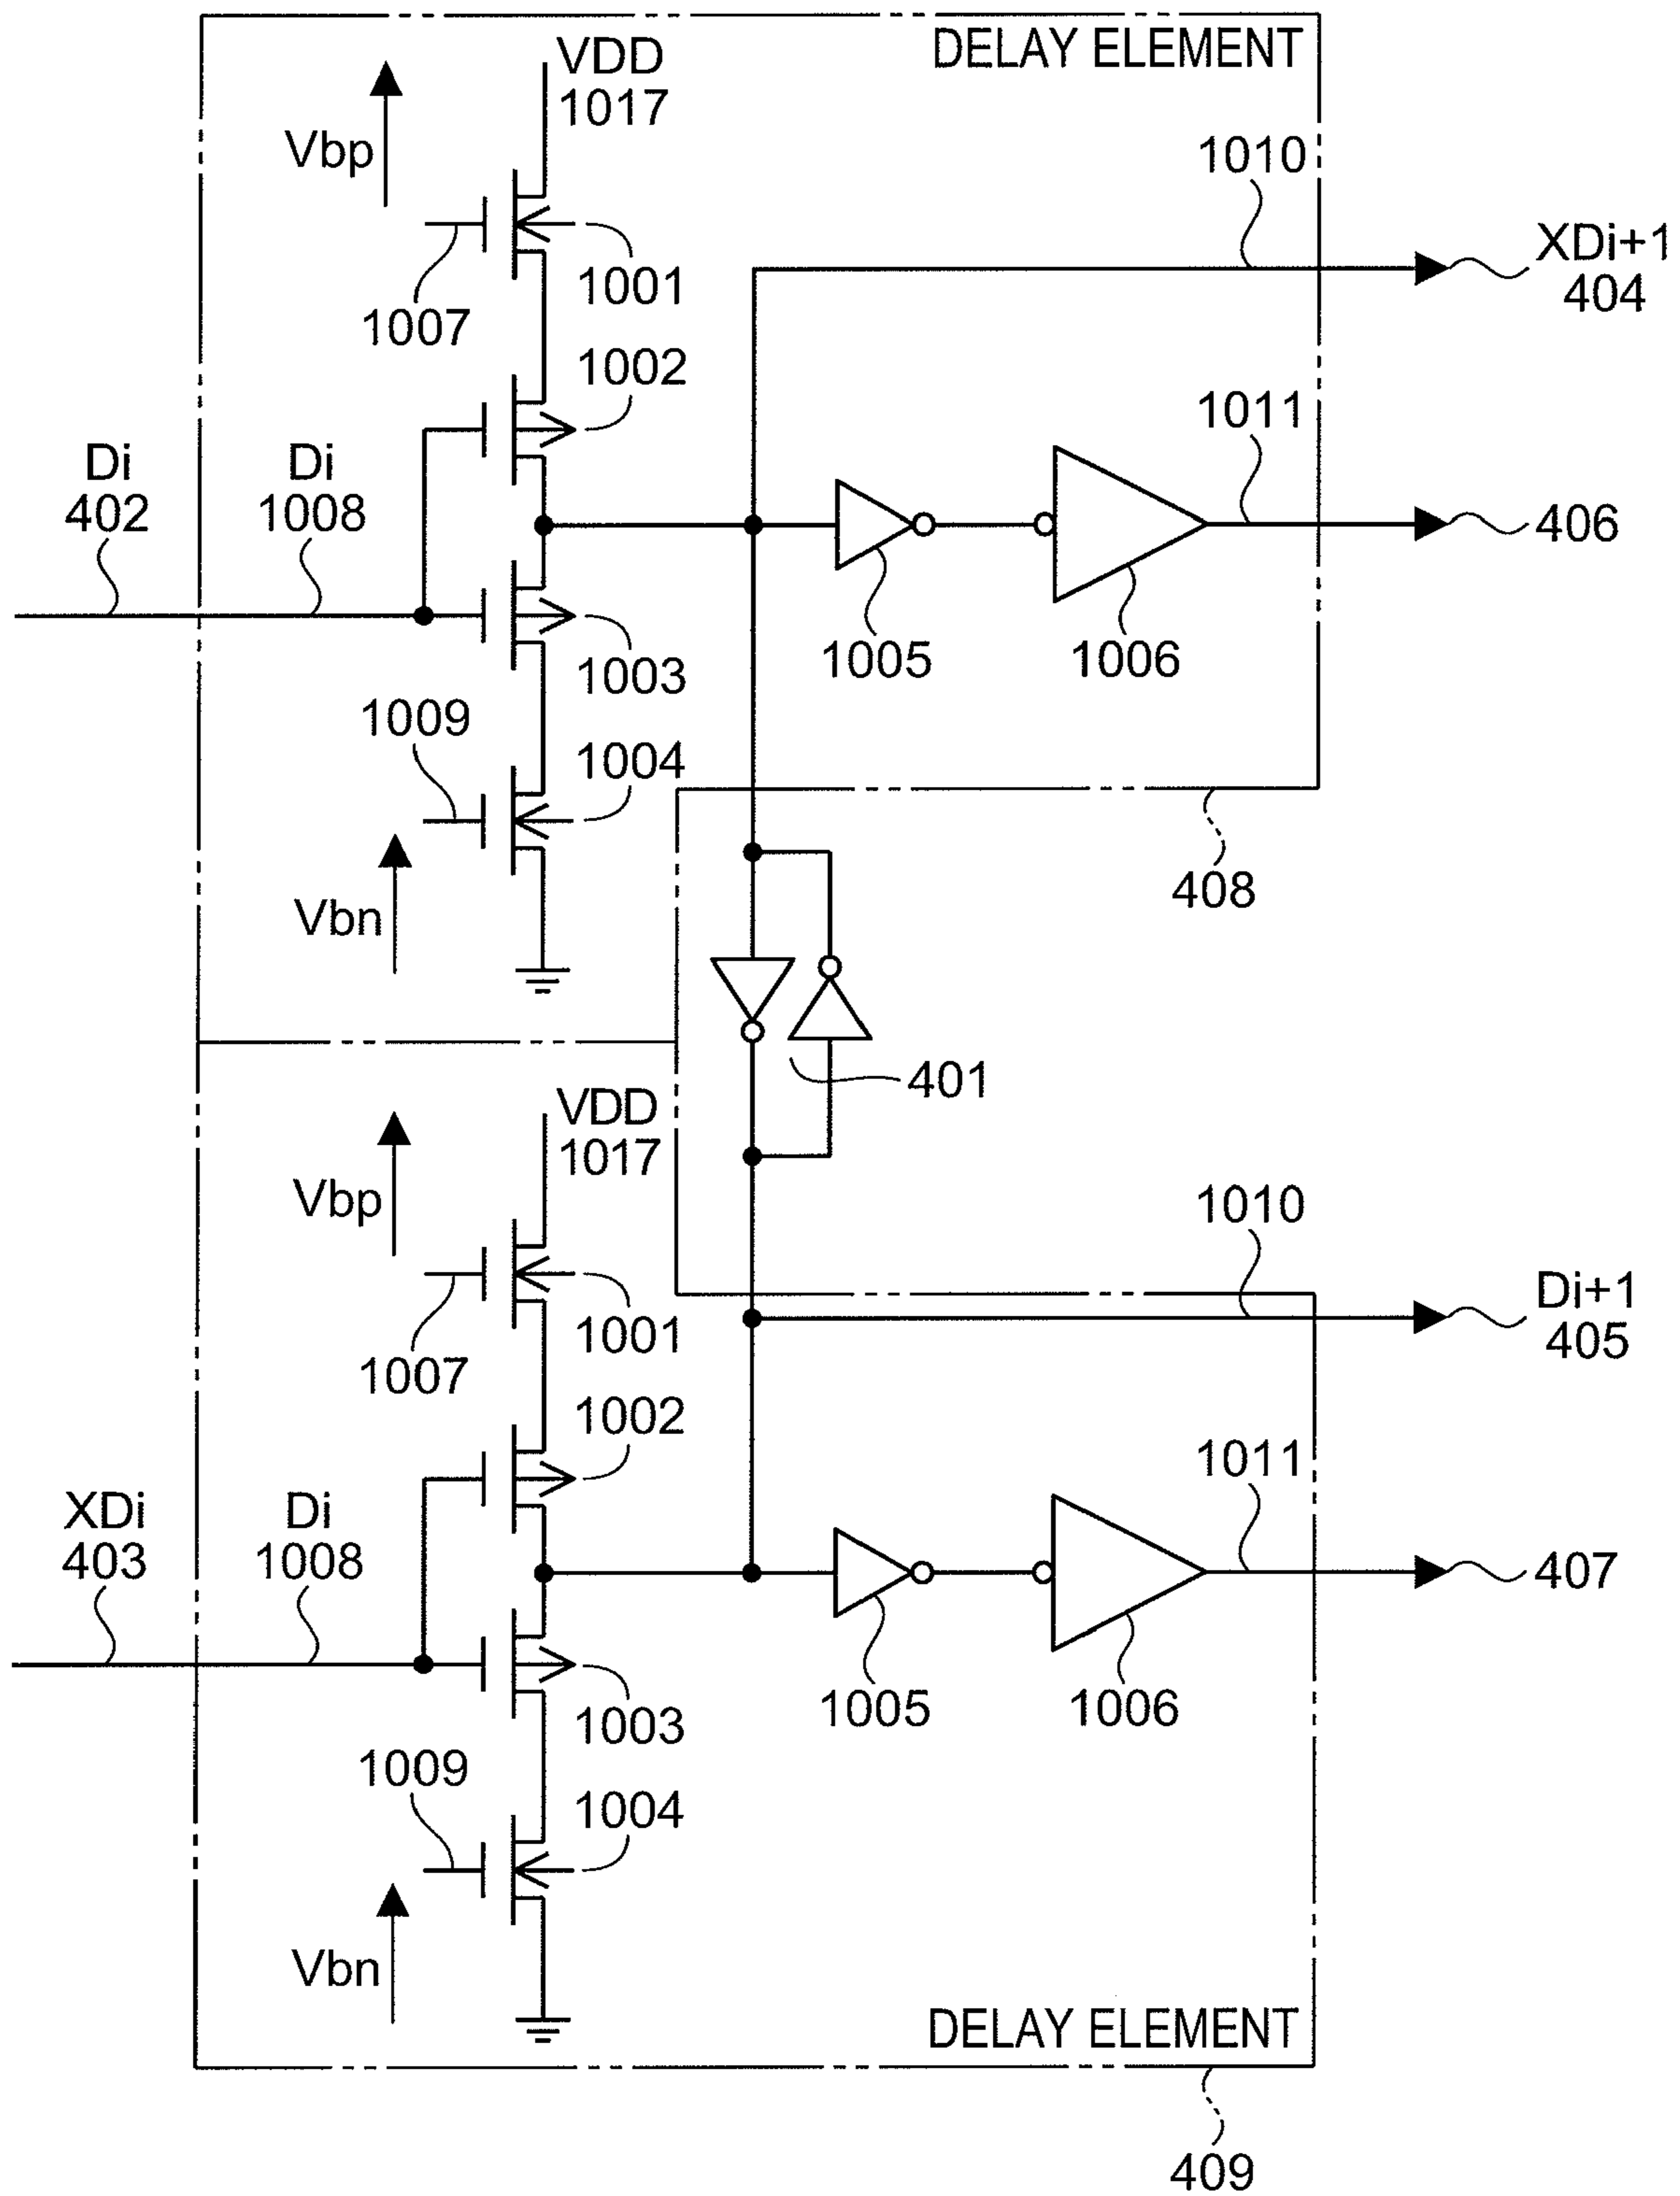 DELAY ELEMENT
VDD
1017
Vbp
1010
XDi+1
404
1001
1007
1002
1011
Di
402
Di
1008
406
1003
1005
1006
1009
1004
408
Vbn
401
VDD
1017
Vbp
1010
Di+1
405
1001
1007
1002
1011
XDi
403
Di
1008
407
1003
1005
1006
1009
1004
Vbn
DELAY ELEMENT
409